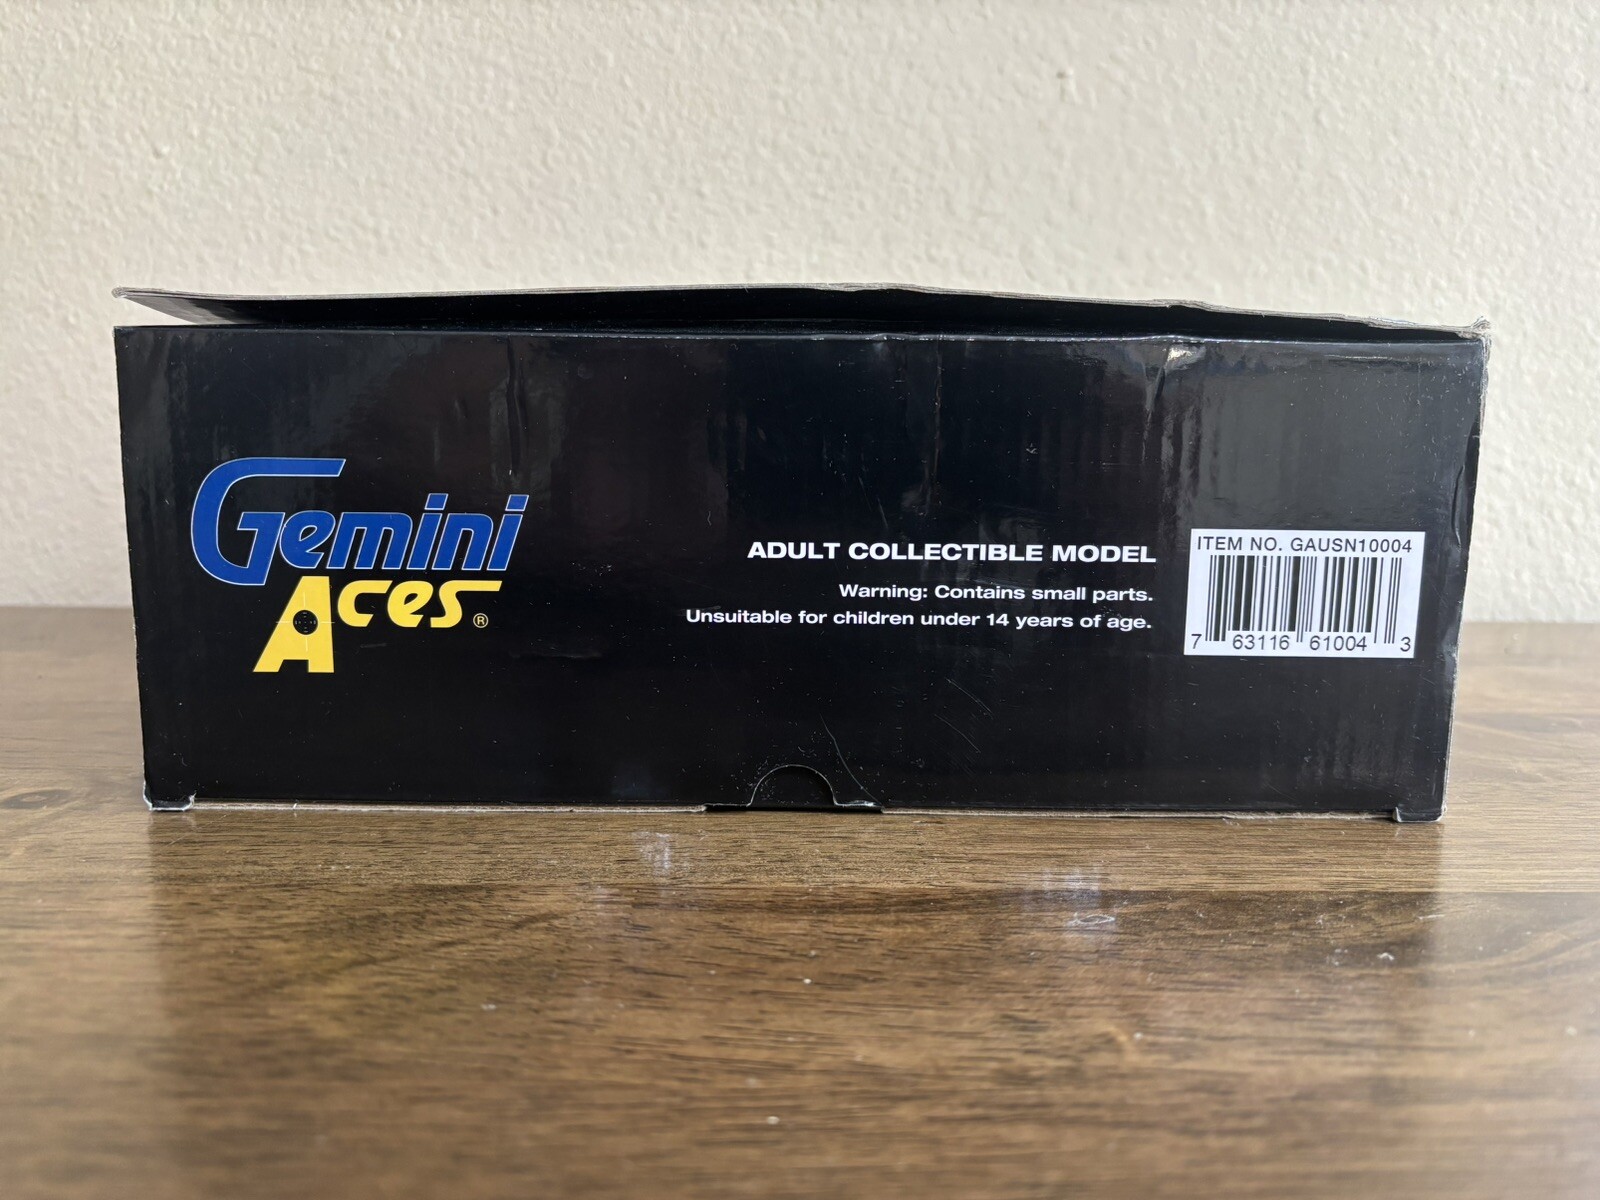 Gemini
Aces®
ADULT COLLECTIBLE MODEL
Warning: Contains small parts.
Unsuitable for children under 14 years of age.
ITEM NO. GAUSN10004
7 63116 61004 3